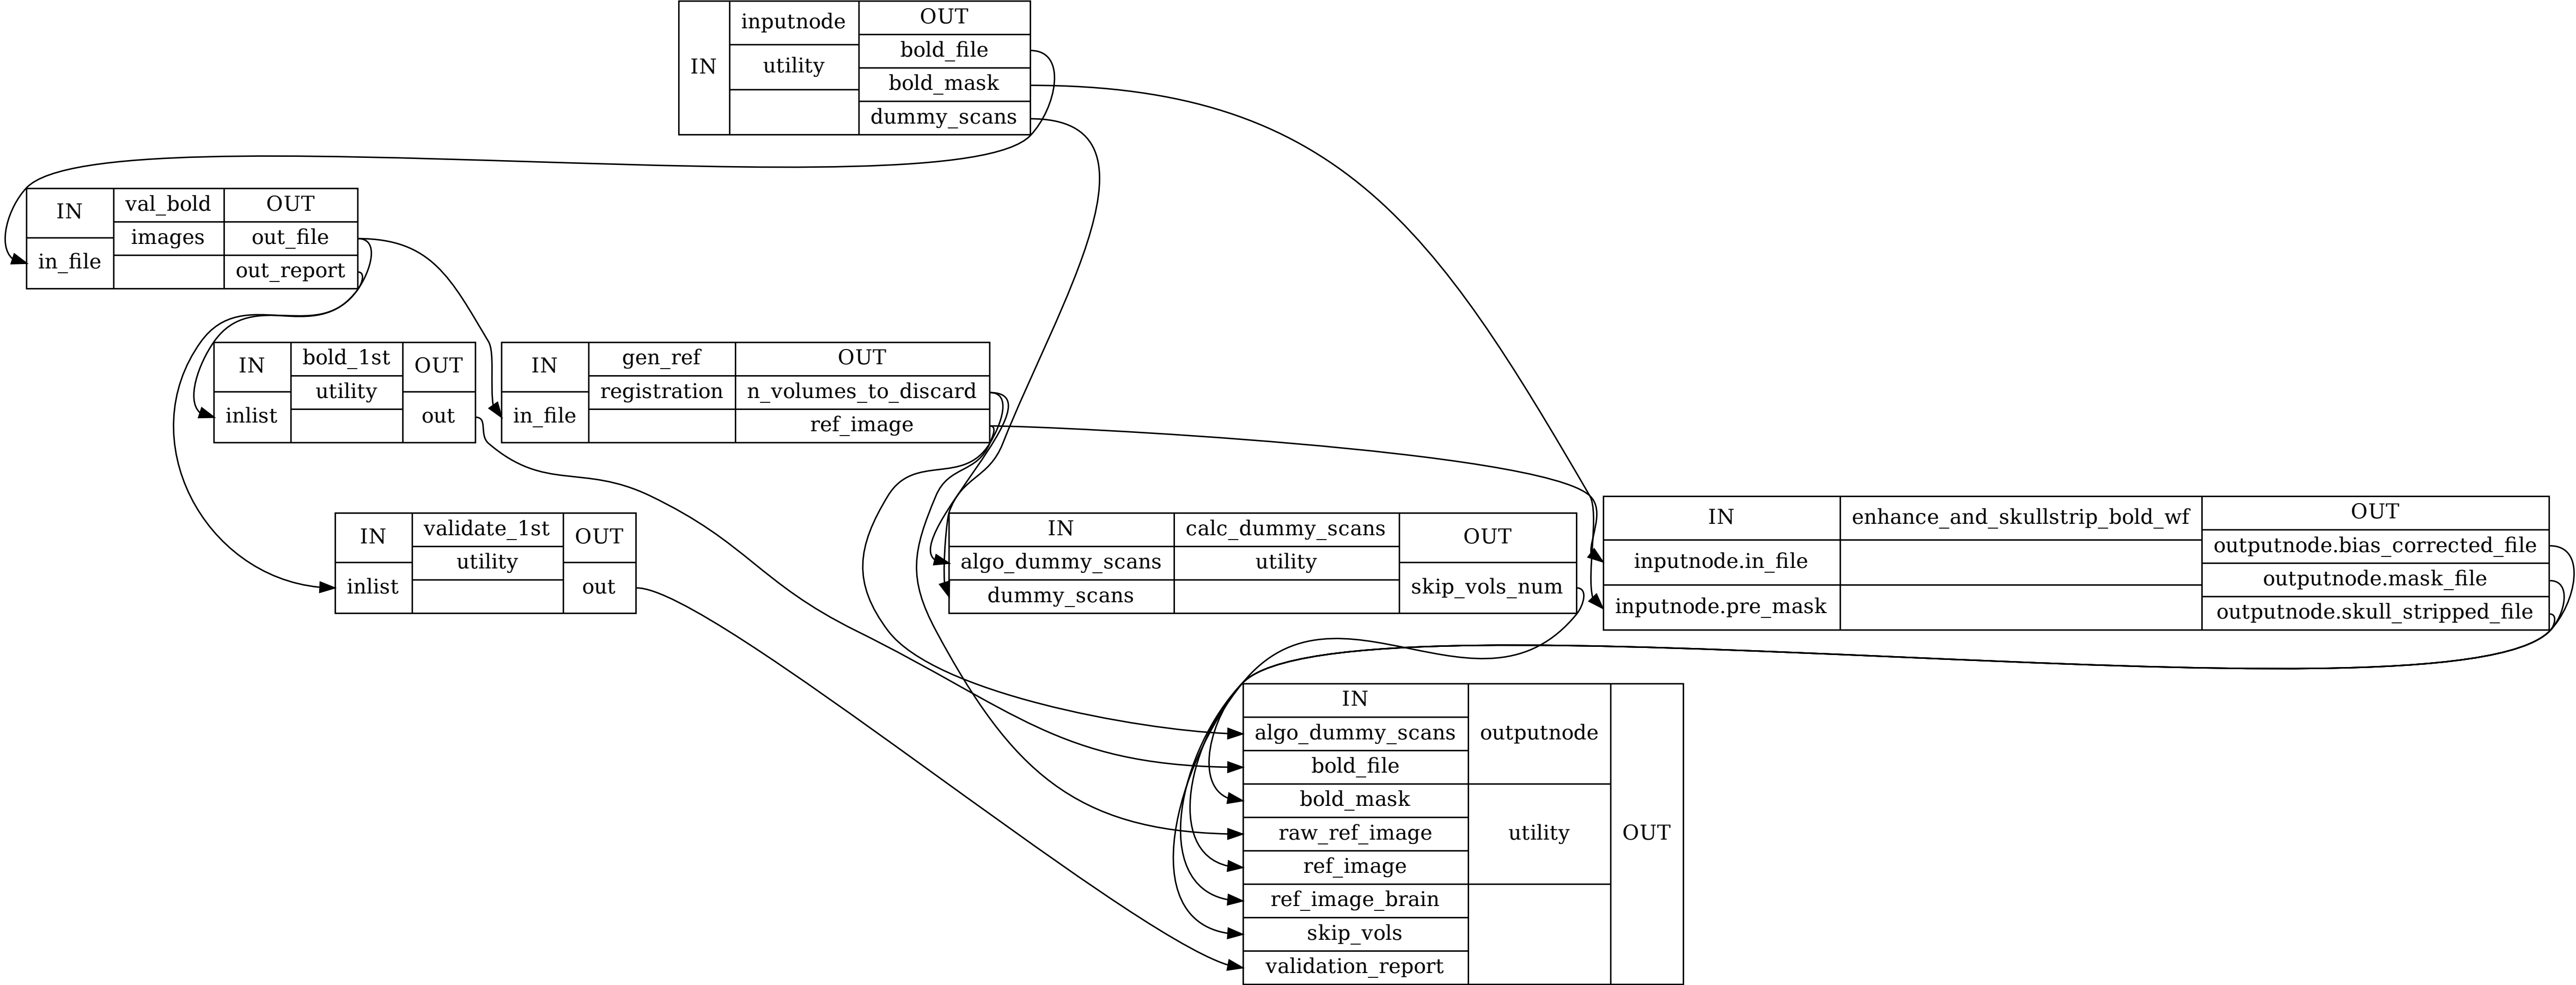 IN
inputnode
utility
OUT
bold_file
bold_mask
dummy_scans
IN
in_file
val_bold
images
OUT
out_file
out_report
IN
inlist
bold_1st
utility
OUT
out
IN
in_file
gen_ref
registration
OUT
n_volumes_to_discard
ref_image
IN
inlist
validate_1st
utility
OUT
out
IN
algo_dummy_scans
dummy_scans
calc_dummy_scans
utility
OUT
skip_vols_num
IN
inputnode.in_file
inputnode.pre_mask
enhance_and_skullstrip_bold_wf
OUT
outputnode.bias_corrected_file
outputnode.mask_file
outputnode.skull_stripped_file
IN
algo_dummy_scans
bold_file
bold_mask
raw_ref_image
ref_image
ref_image_brain
skip_vols
validation_report
outputnode
utility
OUT